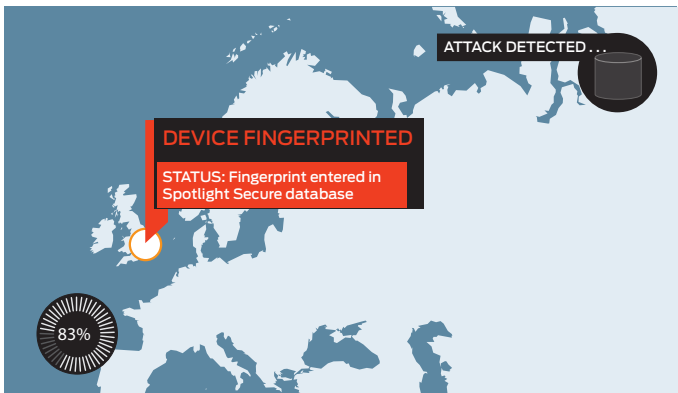 ATTACK DETECTED...
DEVICE FINGERPRINTED
STATUS: Fingerprint entered in
Spotlight Secure database
83%